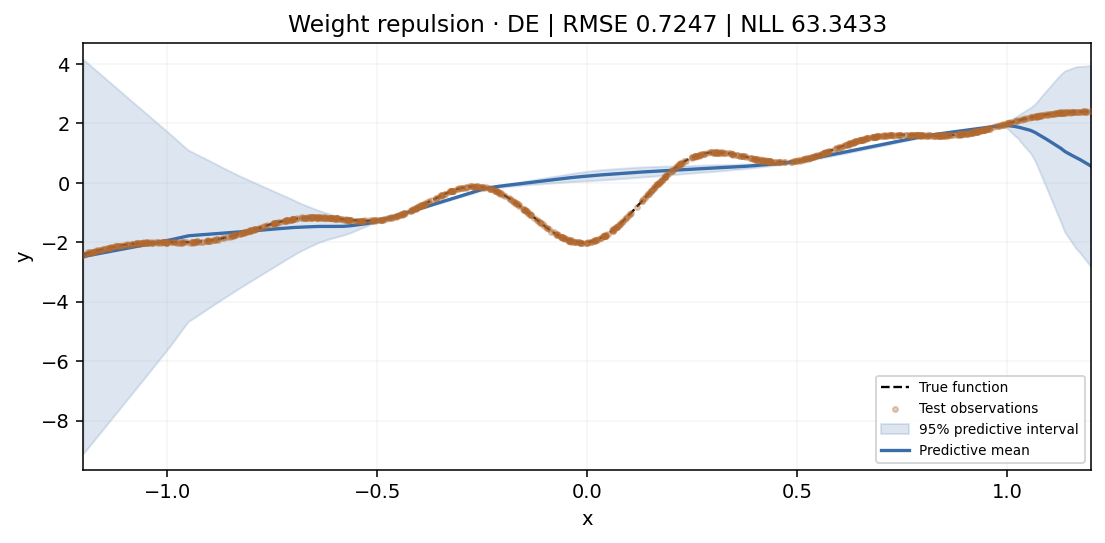 Weight repulsion · DE | RMSE 0.7247 | NLL 63.3433
y
4
2
0
−2
−4
−6
−8
True function
Test observations
95% predictive interval
Predictive mean
−1.0
−0.5
0.0
0.5
1.0
x